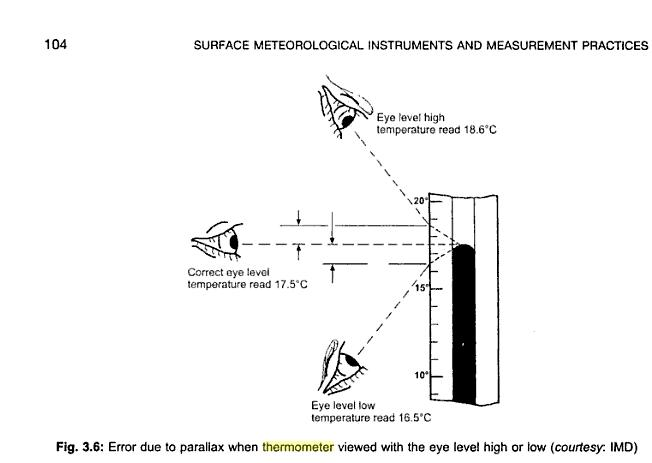 104
SURFACE METEOROLOGICAL INSTRUMENTS AND MEASUREMENT PRACTICES
Eye level high
temperature read 18.6°C
20°
Correct eye level
temperature read 17.5°C
15°
10°
Eye level low
temperature read 16.5°C
Fig. 3.6: Error due to parallax when thermometer viewed with the eye level high or low (courtesy: IMD)